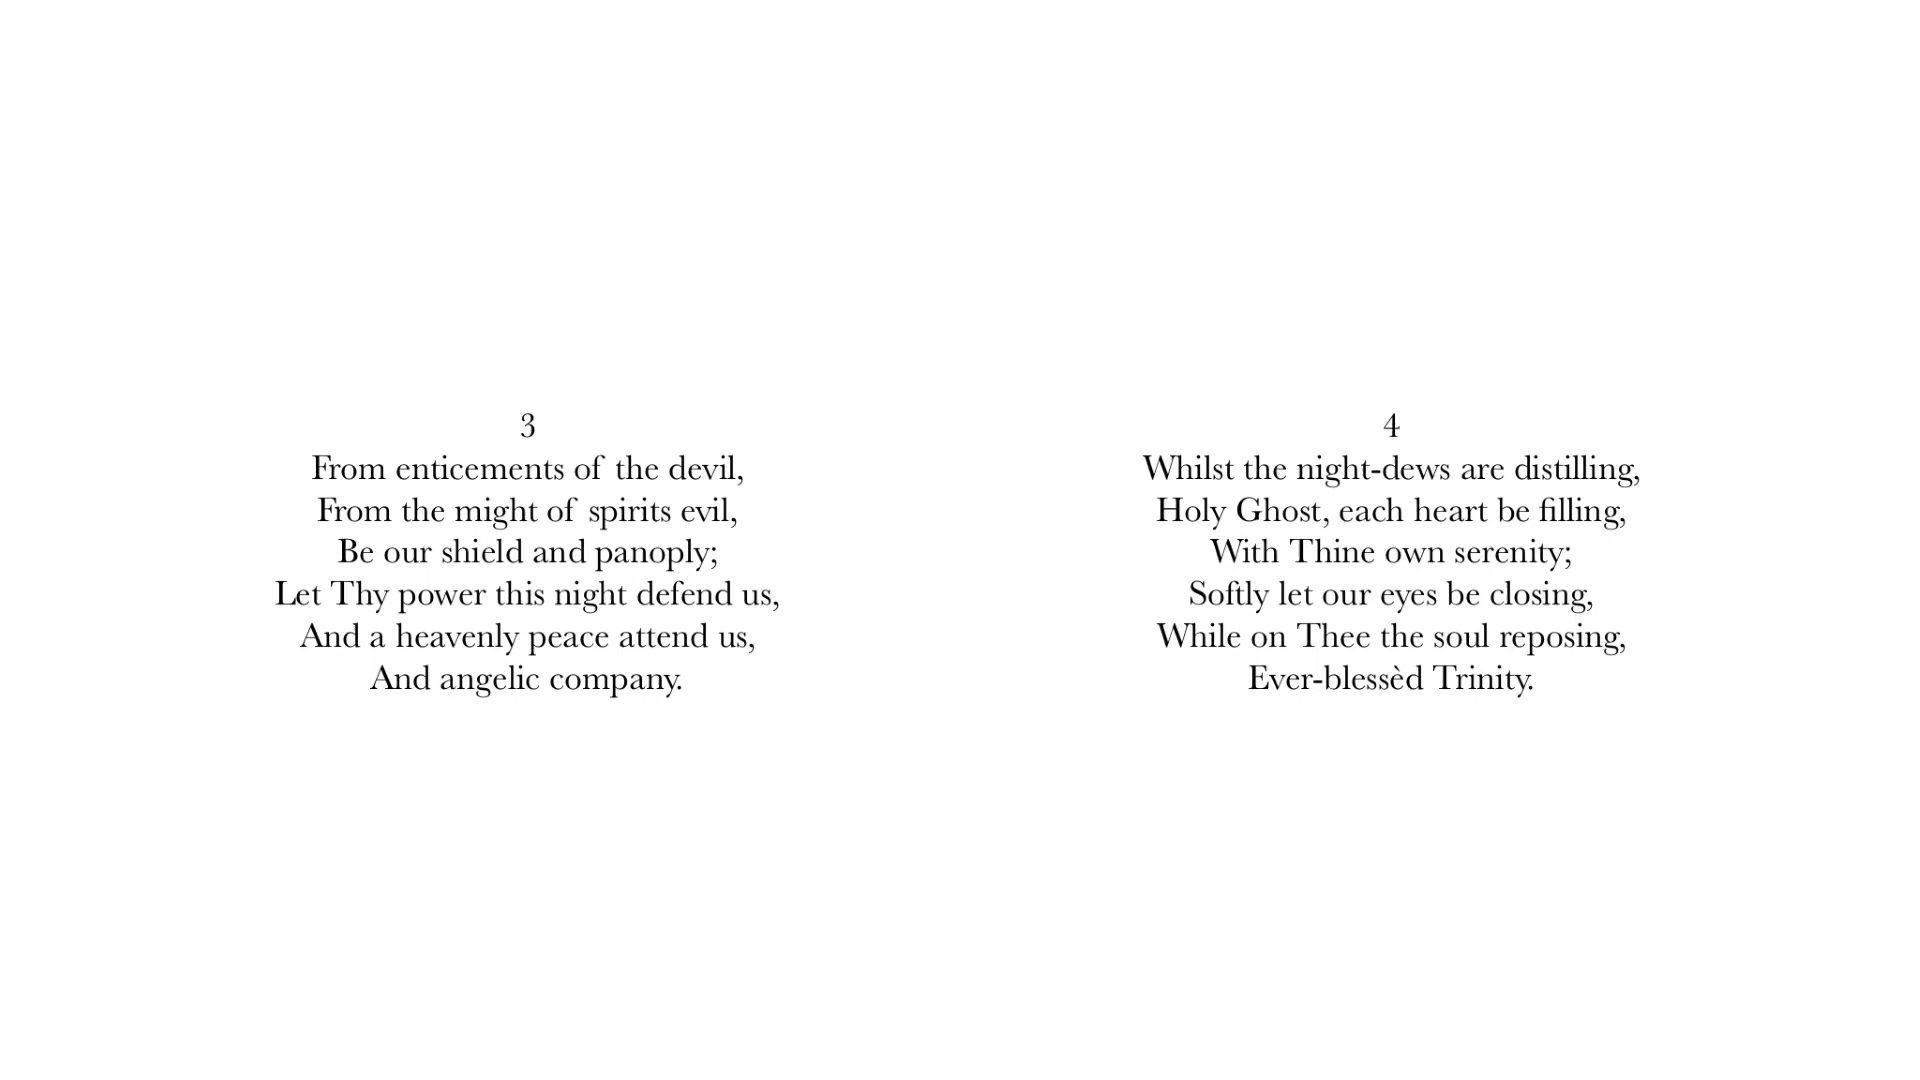 3
From enticements of the devil,
From the might of spirits evil,
Be our shield and panoply;
Let Thy power this night defend us,
And a heavenly peace attend us,
And angelic company.
4
Whilst the night-dews are distilling,
Holy Ghost, each heart be filling,
With Thine own serenity;
Softly let our eyes be closing,
While on Thee the soul reposing,
Ever-blessèd Trinity.